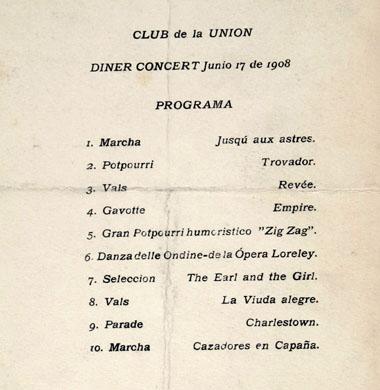 CLUB de la UNION
DINER CONCERT Junio 17 de 1908
PROGRAMA
1. Marcha Jusqú aux astres.
2. Potpourri Trovador.
3. Vals Revée.
4. Gavotte Empire.
5. Gran Potpourri humoristico "Zig Zag".
6. Danza delle Ondine-de la Ópera Loreley.
7. Seleccion The Earl and the Girl.
8. Vals La Viuda alegre.
9. Parade Charlestown.
10. Marcha Cazadores en Capaña.